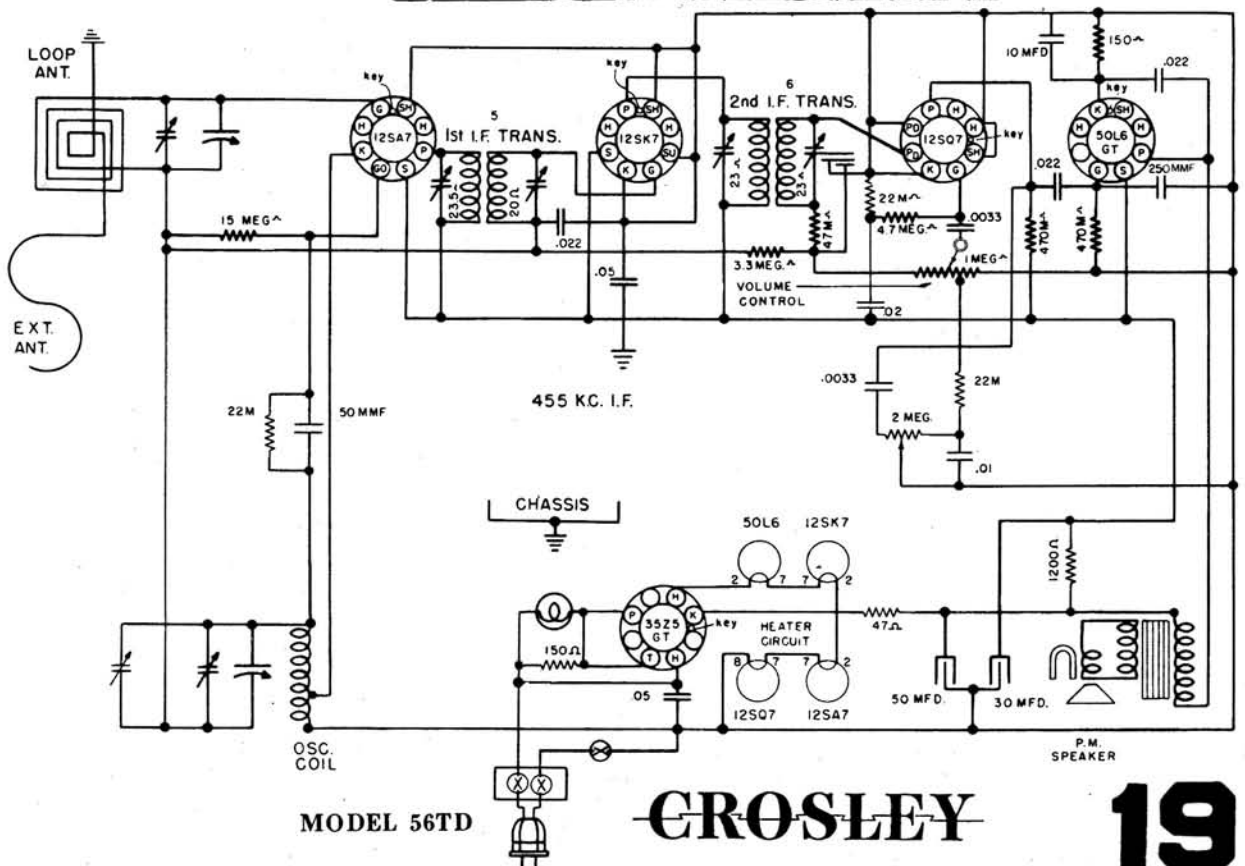 LOOP
ANT.
EXT.
ANT.
G
SH
H
H
K
P
GO
S
key
12SA7
5
1st I.F. TRANS.
23.5~
20Ω
.022
P
SH
H
H
S
SU
K
G
key
12SK7
.05
6
2nd I.F. TRANS.
23~
23~
47M~
3.3 MEG.~
P
H
PD
H
PD
SH
K
G
12SQ7
key
22M~
4.7 MEG~
.0033
1 MEG~
VOLUME
CONTROL
.02
10 MFD
150~
.022
key
K
SH
H
H
P
G
S
50L6
GT
.022
250MMF
470M~
470M~
15 MEG~
22M
50 MMF
455 K.C. I.F.
.0033
22M
2 MEG.
.01
CHASSIS
50L6
12SK7
2
7
7
2
H
P
K
T
H
35Z5
GT
key
HEATER
CIRCUIT
150Ω
.05
8
7
7
2
12SQ7
12SA7
47Ω
1200Ω
50 MFD.
30 MFD.
P.M.
SPEAKER
OSC.
COIL
MODEL 56TD
CROSLEY
19